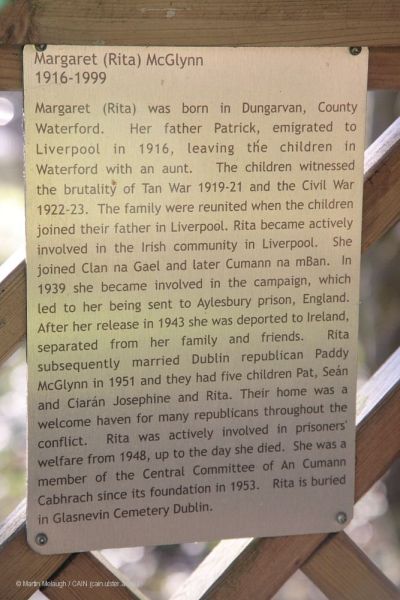 Margaret (Rita) McGlynn
1916-1999
Margaret (Rita) was born in Dungarvan, County
Waterford. Her father Patrick, emigrated to
Liverpool in 1916, leaving the children in
Waterford with an aunt. The children witnessed
the brutality of Tan War 1919-21 and the Civil War
1922-23. The family were reunited when the children
joined their father in Liverpool. Rita became actively
involved in the Irish community in Liverpool. She
joined Clan na Gael and later Cumann na mBan. In
1939 she became involved in the campaign, which
led to her being sent to Aylesbury prison, England.
After her release in 1943 she was deported to Ireland,
separated from her family and friends. Rita
subsequently married Dublin republican Paddy
McGlynn in 1951 and they had five children Pat, Seán
and Ciarán Josephine and Rita. Their home was a
welcome haven for many republicans throughout the
conflict. Rita was actively involved in prisoners'
welfare from 1948, up to the day she died. She was a
member of the Central Committee of An Cumann
Cabhrach since its foundation in 1953. Rita is buried
in Glasnevin Cemetery Dublin.
© Martin Melaugh / CAIN (cain.ulster.